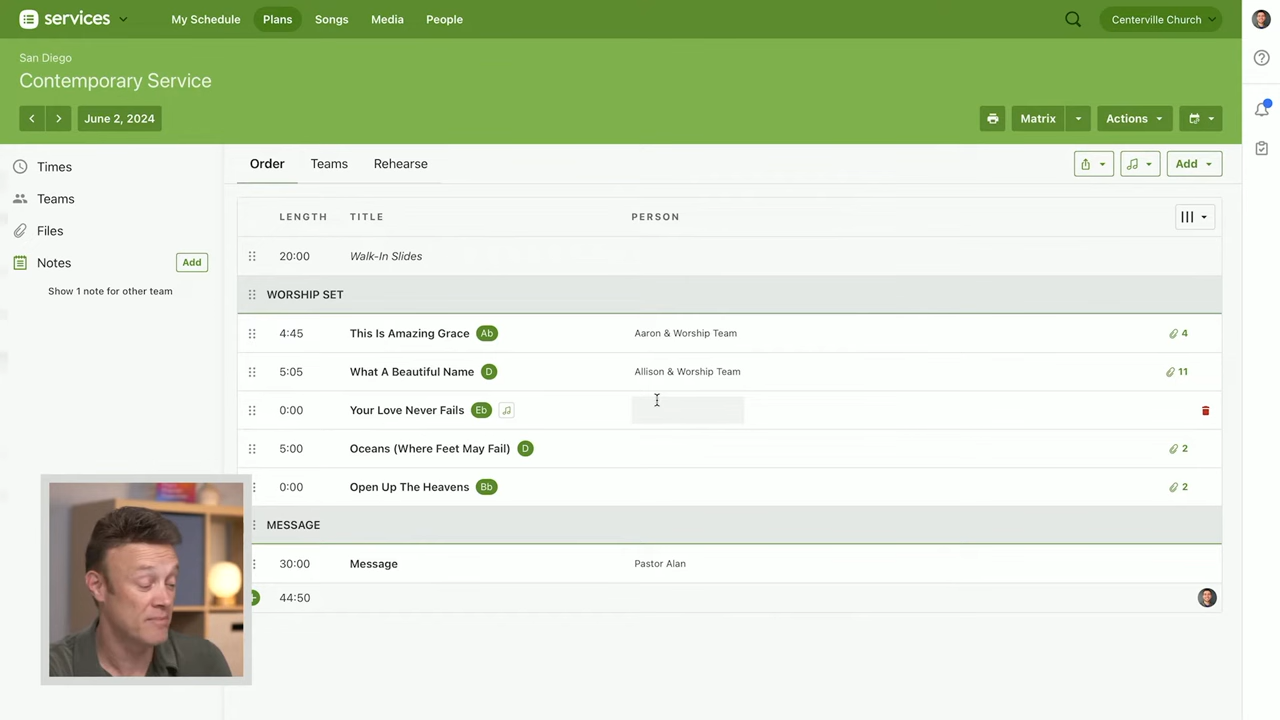 services My Schedule Plans Songs Media People Centerville Church
San Diego
Contemporary Service
June 2, 2024 Matrix Actions
Times
Teams
Files
Notes Add
Show 1 note for other team
Order Teams Rehearse Add
LENGTH TITLE PERSON
20:00 Walk-In Slides
WORSHIP SET
4:45 This Is Amazing Grace Ab Aaron & Worship Team 4
5:05 What A Beautiful Name D Allison & Worship Team 11
0:00 Your Love Never Fails Eb
5:00 Oceans (Where Feet May Fail) D 2
0:00 Open Up The Heavens Bb 2
MESSAGE
30:00 Message Pastor Alan
44:50